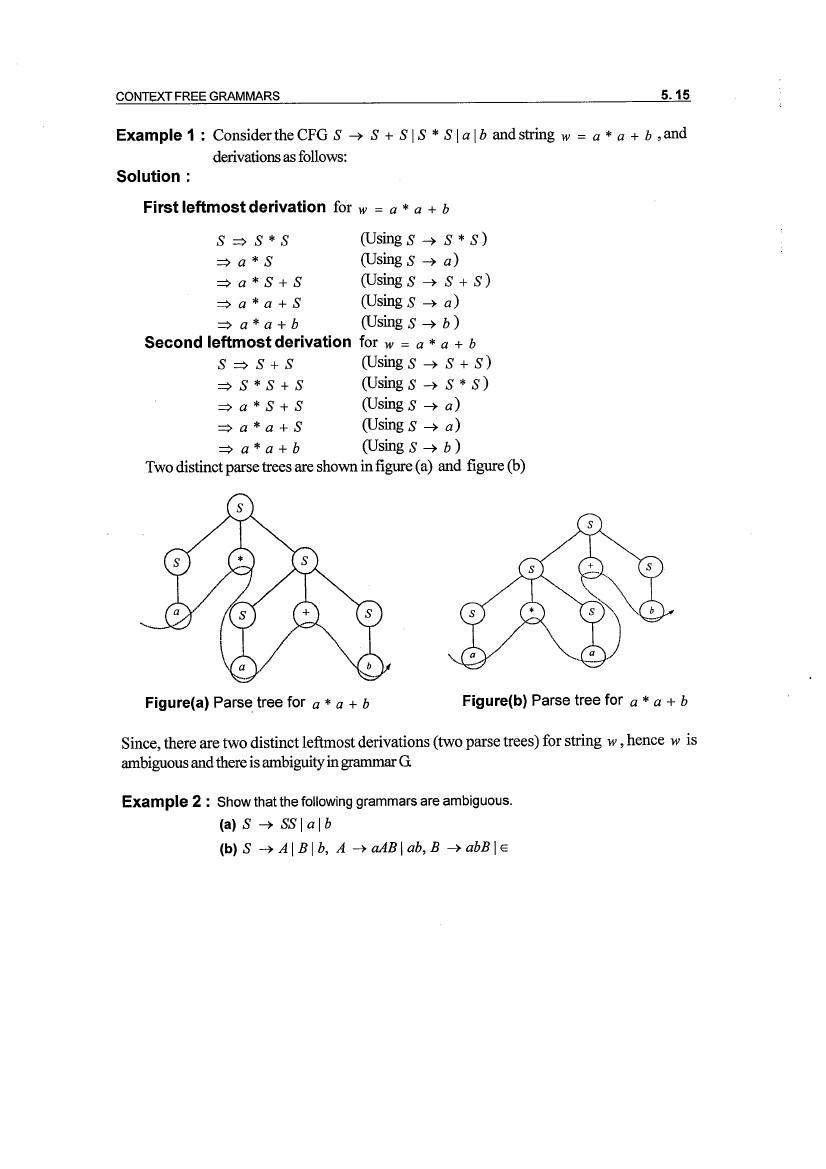 CONTEXT FREE GRAMMARS 5. 15
Example 1 : Consider the CFG S → S + S | S * S | a | b and string w = a * a + b , and
derivations as follows:
Solution :
First leftmost derivation for w = a * a + b
S ⇒ S * S (Using S → S * S )
⇒ a * S (Using S → a )
⇒ a * S + S (Using S → S + S )
⇒ a * a + S (Using S → a )
⇒ a * a + b (Using S → b )
Second leftmost derivation for w = a * a + b
S ⇒ S + S (Using S → S + S )
⇒ S * S + S (Using S → S * S )
⇒ a * S + S (Using S → a )
⇒ a * a + S (Using S → a )
⇒ a * a + b (Using S → b )
Two distinct parse trees are shown in figure (a) and figure (b)
S
S * S
a S + S
a b
S
S + S
S * S b
a a
Figure(a) Parse tree for a * a + b Figure(b) Parse tree for a * a + b
Since, there are two distinct leftmost derivations (two parse trees) for string w , hence w is
ambiguous and there is ambiguity in grammar G.
Example 2 : Show that the following grammars are ambiguous.
(a) S → SS | a | b
(b) S → A | B | b, A → aAB | ab, B → abB | ∈